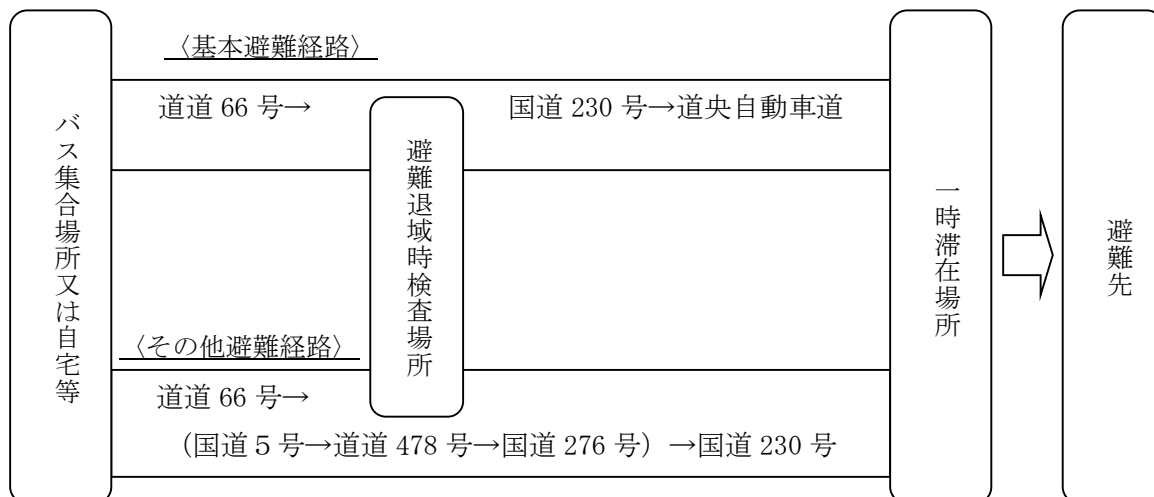 バス集合場所又は自宅等
〈基本避難経路〉
道道 66 号→
国道 230 号→道央自動車道
避難退域時検査場所
〈その他避難経路〉
道道 66 号→
（国道５号→道道 478 号→国道 276 号）→国道 230 号
一時滞在場所
避難先